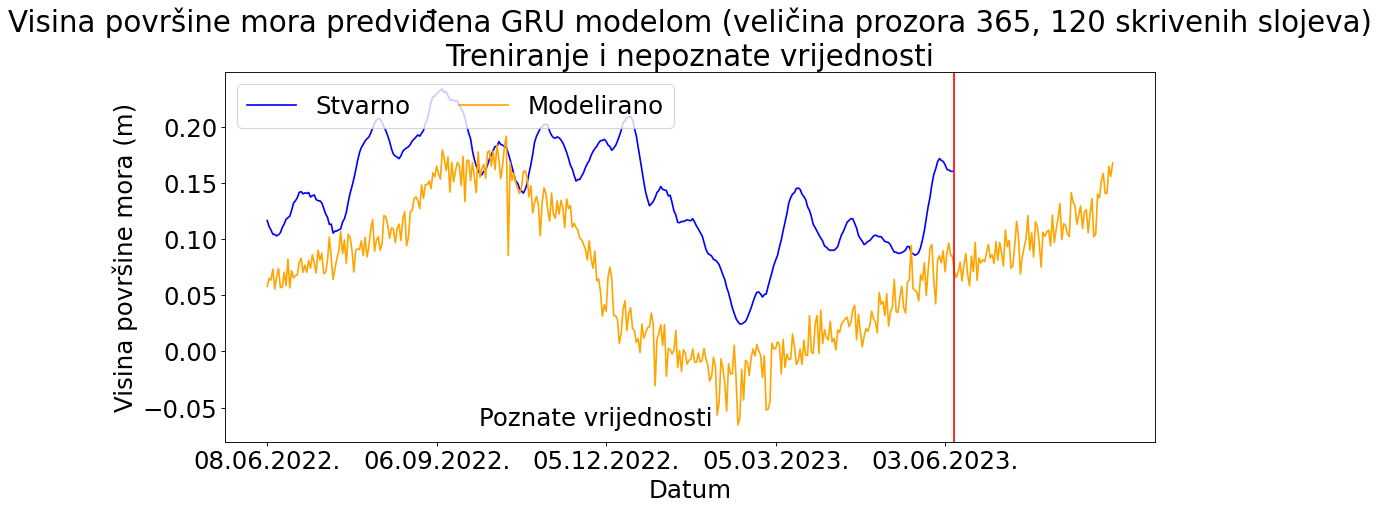 Visina površine mora predviđena GRU modelom (veličina prozora 365, 120 skrivenih slojeva)
Treniranje i nepoznate vrijednosti
Stvarno
Modelirano
Visina površine mora (m)
0.20
0.15
0.10
0.05
0.00
−0.05
Poznate vrijednosti
08.06.2022.
06.09.2022.
05.12.2022.
05.03.2023.
03.06.2023.
Datum